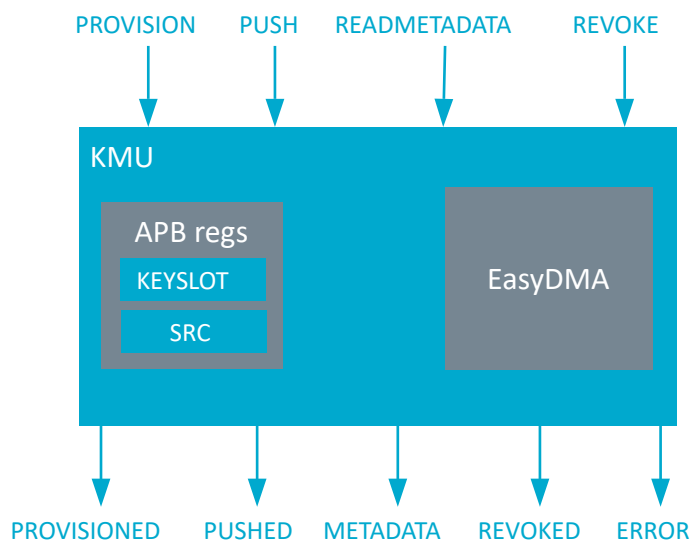 PROVISION PUSH READMETADATA REVOKE
KMU
APB regs
KEYSLOT
SRC
EasyDMA
PROVISIONED PUSHED METADATA REVOKED ERROR